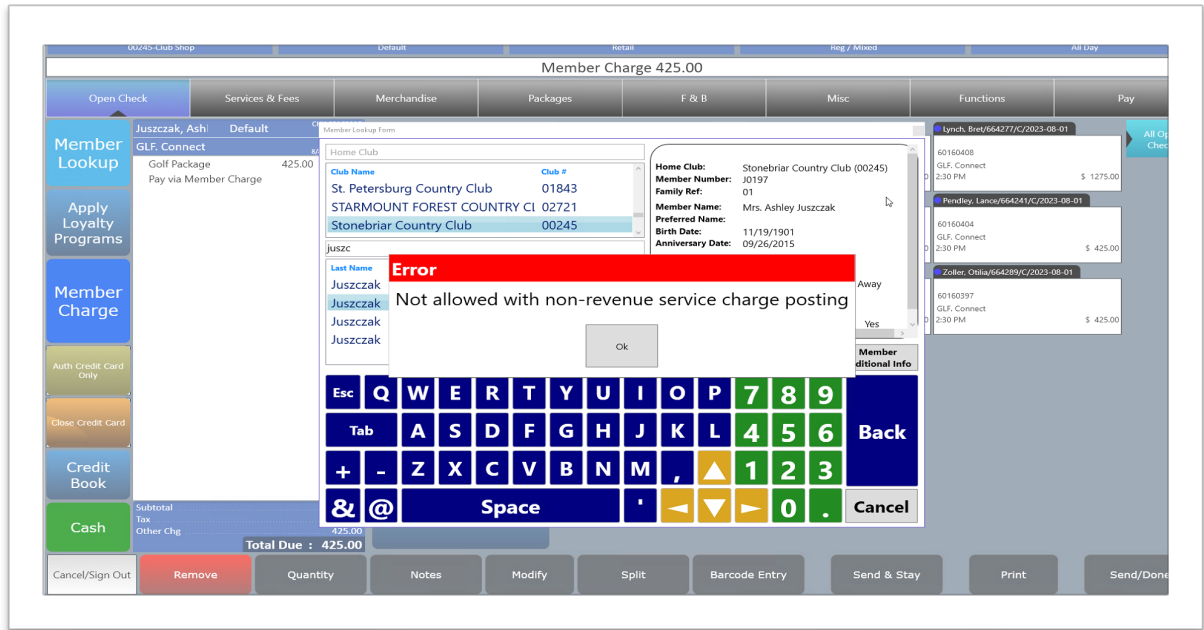 00245-Club Shop Default Retail Reg / Mixed All Day
Member Charge 425.00
Open Check Services & Fees Merchandise Packages F & B Misc Functions Pay
Member Lookup
Apply Loyalty Programs
Member Charge
Auth Credit Card Only
Close Credit Card
Credit Book
Cash
Juszczak, Ashl Default
GLF. Connect
Golf Package 425.00
Pay via Member Charge
Subtotal
Tax
Other Chg 425.00
Total Due : 425.00
Member Lookup Form
Home Club
Club Name Club #
St. Petersburg Country Club 01843
STARMOUNT FOREST COUNTRY CL 02721
Stonebriar Country Club 00245
juszc
Last Name
Juszczak
Juszczak
Juszczak
Juszczak
Home Club: Stonebriar Country Club (00245)
Member Number: J0197
Family Ref: 01
Member Name: Mrs. Ashley Juszczak
Preferred Name:
Birth Date: 11/19/1901
Anniversary Date: 09/26/2015
Away
Yes
Member
ditional Info
Error
Not allowed with non-revenue service charge posting
Ok
Esc Q W E R T Y U I O P 7 8 9
Tab A S D F G H J K L 4 5 6 Back
+ - Z X C V B N M , 1 2 3
& @ Space ' 0 . Cancel
Lynch, Bret/664277/C/2023-08-01
60160408
GLF. Connect
2:30 PM $ 1275.00
Pendley, Lance/664241/C/2023-08-01
60160404
GLF. Connect
2:30 PM $ 425.00
Zoller, Otilia/664289/C/2023-08-01
60160397
GLF. Connect
2:30 PM $ 425.00
All Op
Chec
Cancel/Sign Out Remove Quantity Notes Modify Split Barcode Entry Send & Stay Print Send/Done